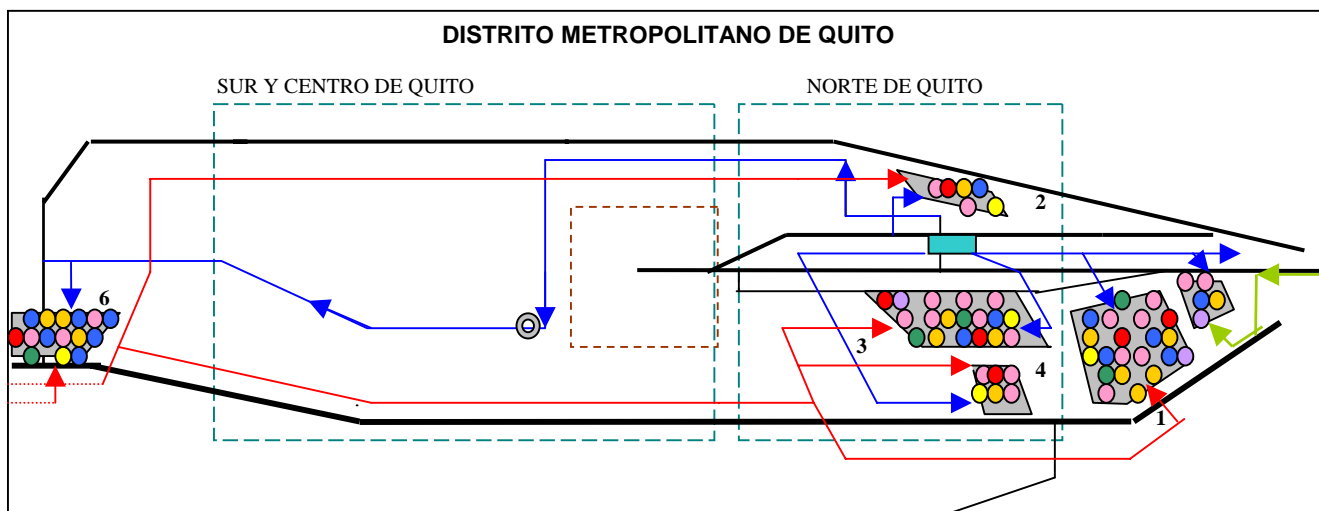 DISTRITO METROPOLITANO DE QUITO
SUR Y CENTRO DE QUITO
NORTE DE QUITO
2
6
3
4
1